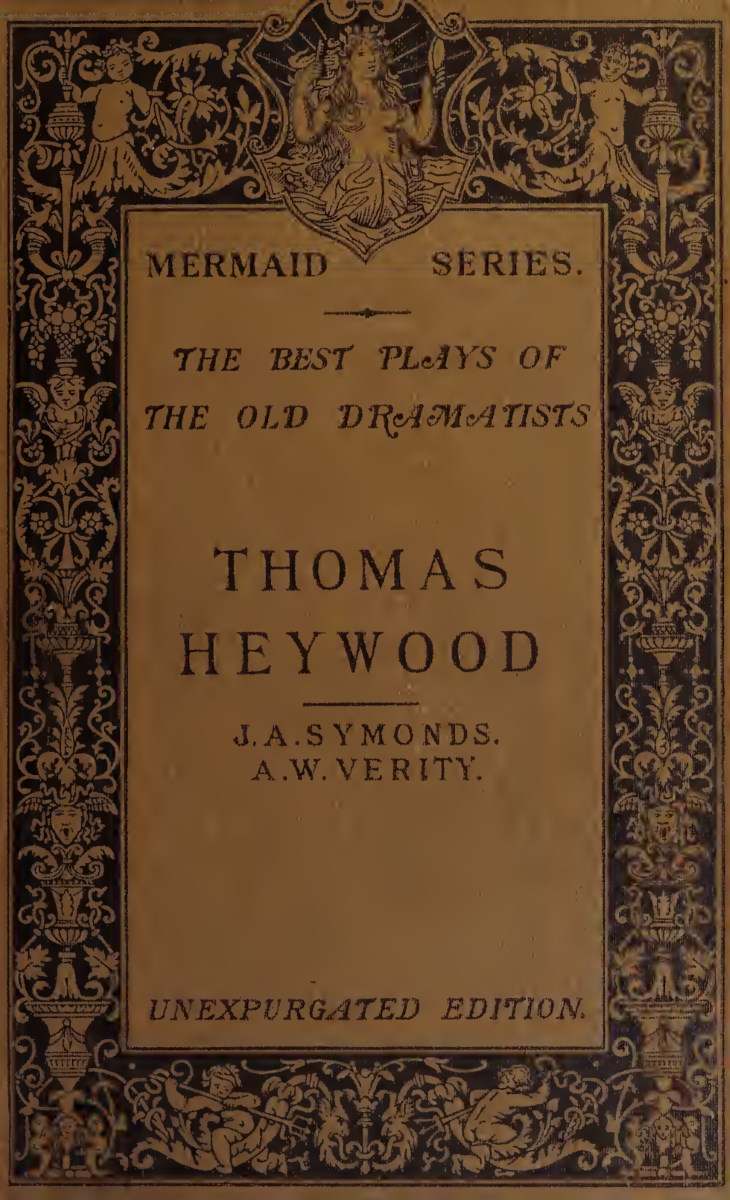 MERMAID SERIES.
THE BEST PLAYS OF
THE OLD DRAMATISTS
THOMAS
HEYWOOD
J. A. SYMONDS.
A. W. VERITY.
UNEXPURGATED EDITION.